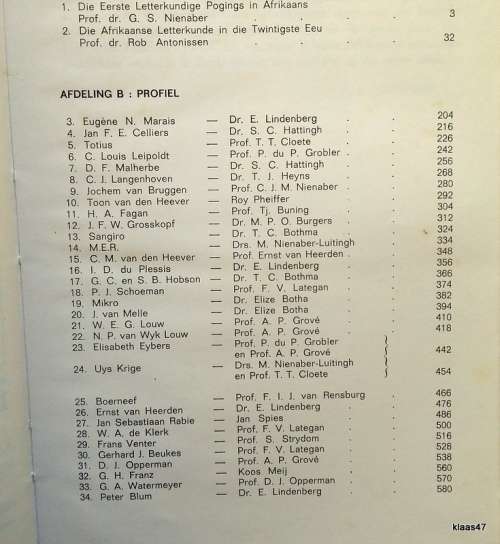 1. Die Eerste Letterkundige Pogings in Afrikaans
Prof. dr. G. S. Nienaber . . . . 3
2. Die Afrikaanse Letterkunde in die Twintigste Eeu
Prof. dr. Rob Antonissen . . . . 32
AFDELING B : PROFIEL
3. Eugène N. Marais — Dr. E. Lindenberg . . 204
4. Jan F. E. Celliers — Dr. S. C. Hattingh . . 216
5. Totius — Prof. T. T. Cloete . . 226
6. C. Louis Leipoldt — Prof. P. du P. Grobler . . 242
7. D. F. Malherbe — Dr. S. C. Hattingh . . 256
8. C. J. Langenhoven — Dr. T. J. Heyns . . 268
9. Jochem van Bruggen — Prof. C. J. M. Nienaber . . 280
10. Toon van den Heever — Roy Pheiffer . . 292
11. H. A. Fagan — Prof. Tj. Buning . . 304
12. J. F. W. Grosskopf — Dr. M. P. O. Burgers . . 312
13. Sangiro — Dr. T. C. Bothma . . 324
14. M.E.R. — Drs. M. Nienaber-Luitingh . . 334
15. C. M. van den Heever — Prof. Ernst van Heerden . . 348
16. I. D. du Plessis — Dr. E. Lindenberg . . 356
17. G. C. en S. B. Hobson — Dr. T. C. Bothma . . 366
18. P. J. Schoeman — Prof. F. V. Lategan . . 374
19. Mikro — Dr. Elize Botha . . 382
20. J. van Melle — Dr. Elize Botha . . 394
21. W. E. G. Louw — Prof. A. P. Grové . . 410
22. N. P. van Wyk Louw — Prof. A. P. Grové . . 418
23. Elisabeth Eybers — Prof. P. du P. Grobler
en Prof. A. P. Grové } 442
24. Uys Krige — Drs. M. Nienaber-Luitingh
en Prof. T. T. Cloete } 454
25. Boerneef — Prof. F. I. J. van Rensburg . 466
26. Ernst van Heerden — Dr. E. Lindenberg . . 476
27. Jan Sebastiaan Rabie — Jan Spies . . 486
28. W. A. de Klerk — Prof. F. V. Lategan . . 500
29. Frans Venter — Prof. S. Strydom . . 516
30. Gerhard J. Beukes — Prof. F. V. Lategan . . 528
31. D. J. Opperman — Prof. A. P. Grové . . 538
32. G. H. Franz — Koos Meij . . 560
33. G. A. Watermeyer — Prof. D. J. Opperman . . 570
34. Peter Blum — Dr. E. Lindenberg . . 580
klaas47